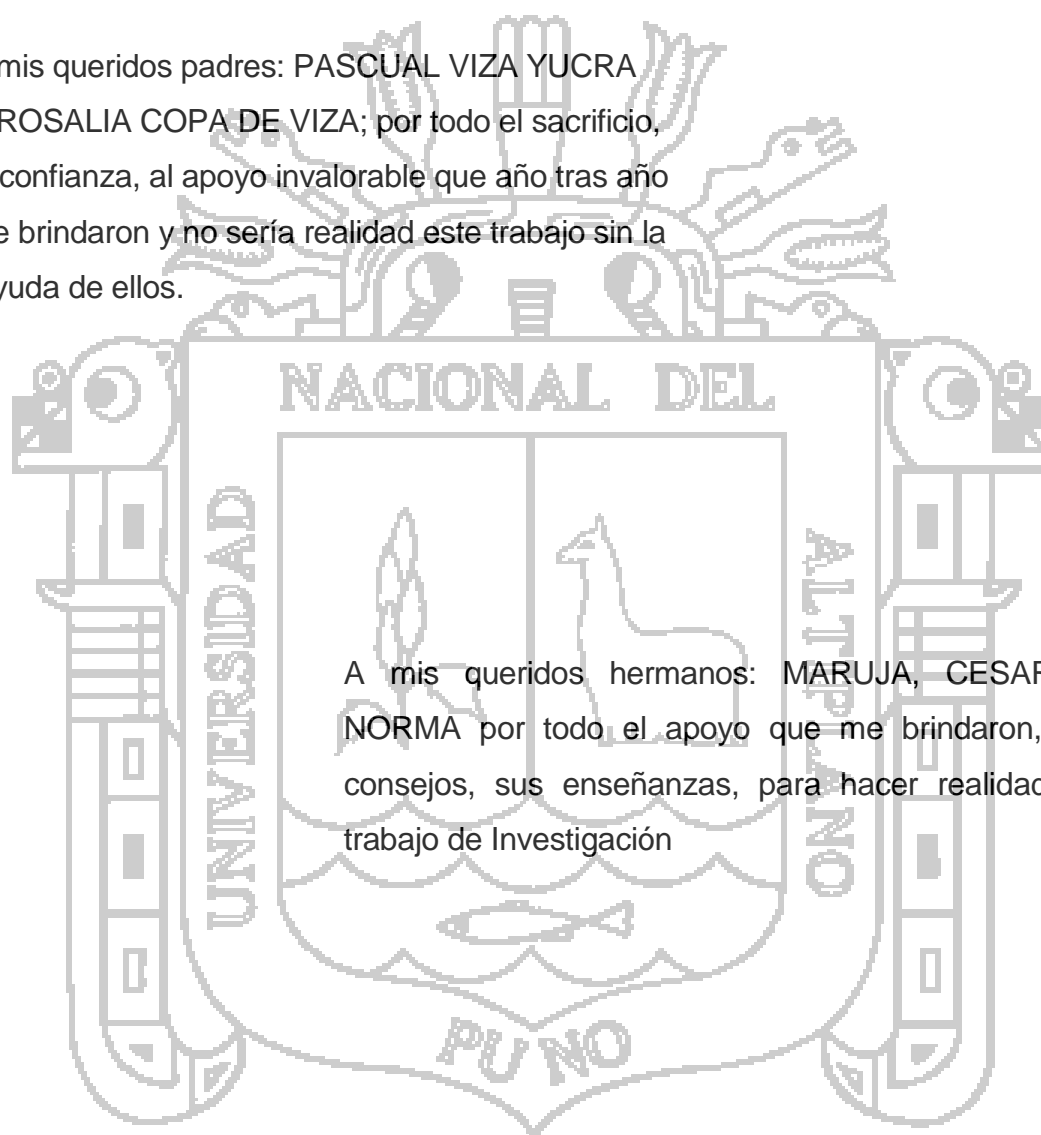 mis queridos padres: PASCUAL VIZA YUCRA
ROSALIA COPA DE VIZA; por todo el sacrificio,
confianza, al apoyo invalorable que año tras año
e brindaron y no sería realidad este trabajo sin la
yuda de ellos.
NACIONAL DEL
UNIVERSIDAD
ALTIPLANO
A mis queridos hermanos: MARUJA, CESAR
NORMA por todo el apoyo que me brindaron,
consejos, sus enseñanzas, para hacer realidad
trabajo de Investigación
PUNO